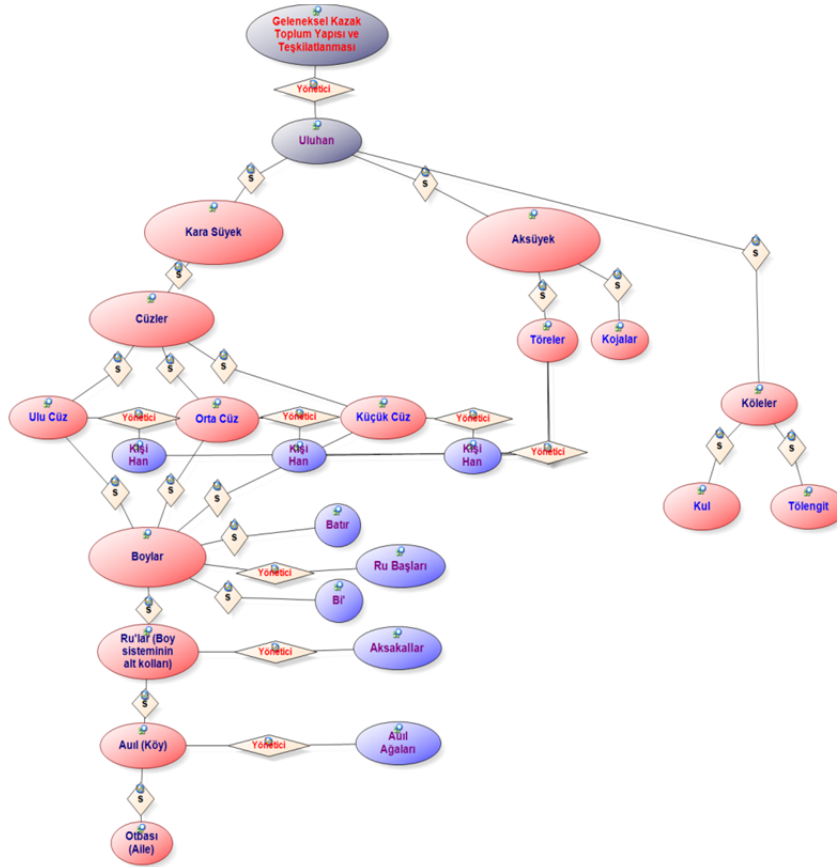 Geleneksel Kazak
Toplum Yapısı ve
Teşkilatlanması
Yönetici
Uluhan
S
S
S
Kara Süyek
Aksüyek
S
S
S
Cüzler
Töreler
Kojalar
S
S
S
Ulu Cüz
Yönetici
Orta Cüz
Yönetici
Küçük Cüz
Yönetici
Köleler
Kişi
Han
Kişi
Han
Kişi
Han
Yönetici
S
S
S
S
S
Kul
Tölengit
Batır
S
Boylar
Yönetici
Ru Başları
S
Bi'
S
Ru'lar (Boy
sisteminin
alt kolları)
Yönetici
Aksakallar
S
Auıl (Köy)
Yönetici
Auıl
Ağaları
S
Otbası
(Aile)